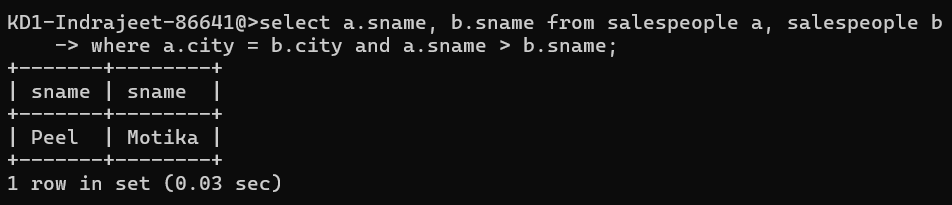 KD1-Indrajeet-86641@>select a.sname, b.sname from salespeople a, salespeople b
    -> where a.city = b.city and a.sname > b.sname;
+-------+--------+
| sname | sname  |
+-------+--------+
| Peel  | Motika |
+-------+--------+
1 row in set (0.03 sec)